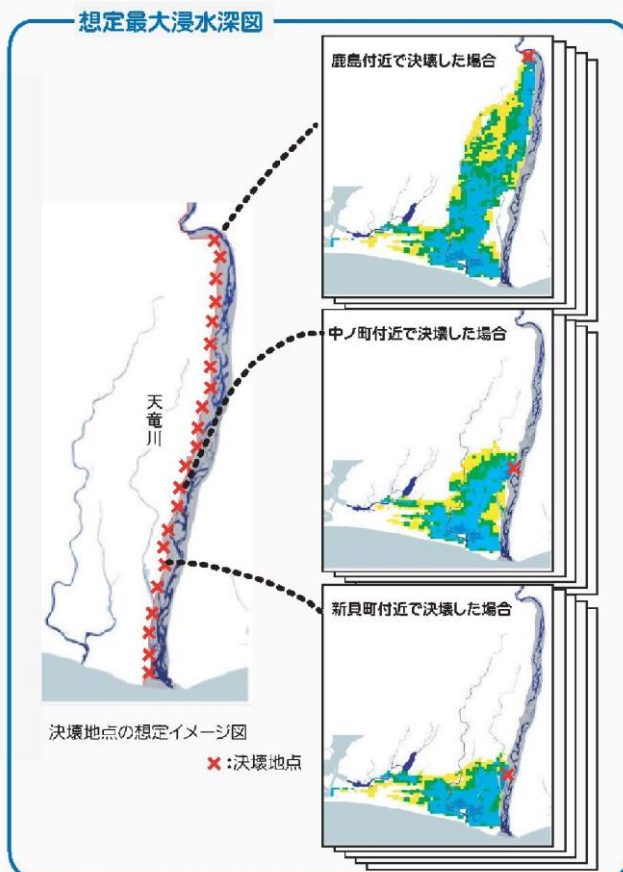 想定最大浸水深図
鹿島付近で決壊した場合
中ノ町付近で決壊した場合
天竜川
新貝町付近で決壊した場合
決壊地点の想定イメージ図
×:決壊地点